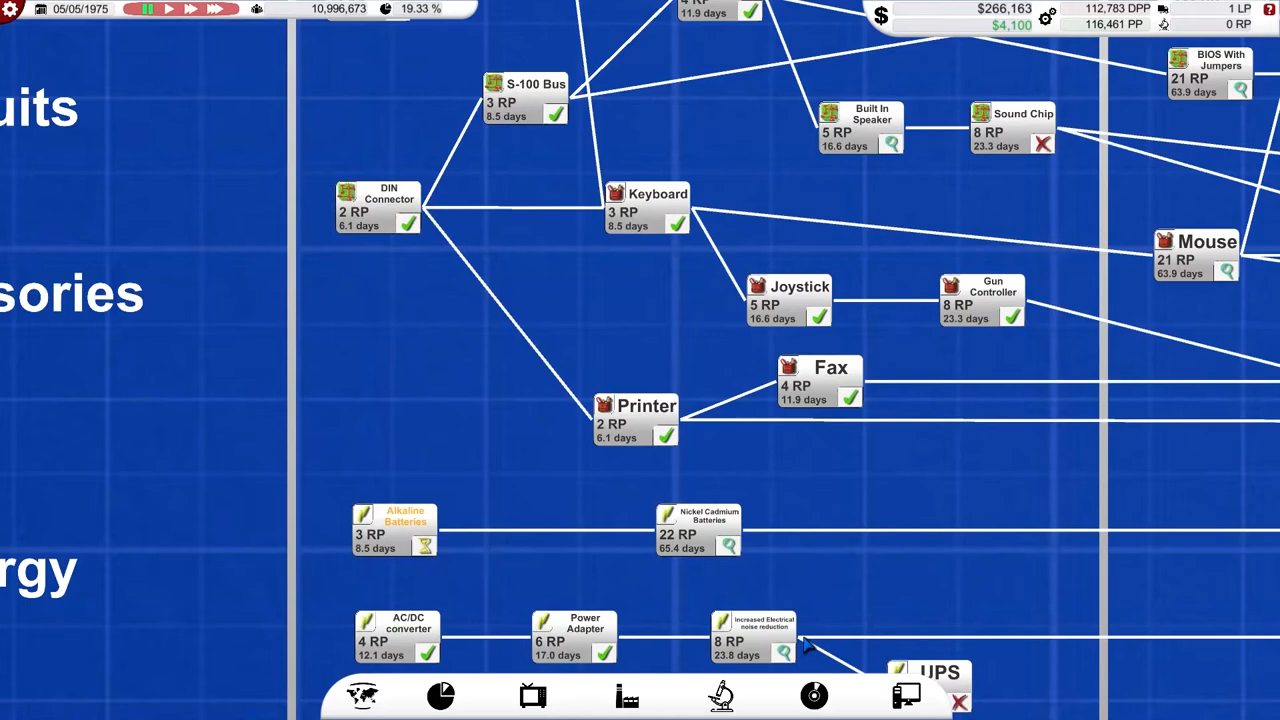 05/05/1975
10,996,673
19.33 %
$266,163
$4,100
112,783 DPP
116,461 PP
1 LP
0 RP
?
4 RP
11.9 days
S-100 Bus
3 RP
8.5 days
Built In
Speaker
5 RP
16.6 days
Sound Chip
8 RP
23.3 days
BIOS With
Jumpers
21 RP
63.9 days
uits
DIN
Connector
2 RP
6.1 days
Keyboard
3 RP
8.5 days
Mouse
21 RP
63.9 days
sories
Joystick
5 RP
16.6 days
Gun
Controller
8 RP
23.3 days
Fax
4 RP
11.9 days
Printer
2 RP
6.1 days
Alkaline
Batteries
3 RP
8.5 days
Nickel Cadmium
Batteries
22 RP
65.4 days
rgy
AC/DC
converter
4 RP
12.1 days
Power
Adapter
6 RP
17.0 days
Increased Electrical
noise reduction
8 RP
23.8 days
UPS